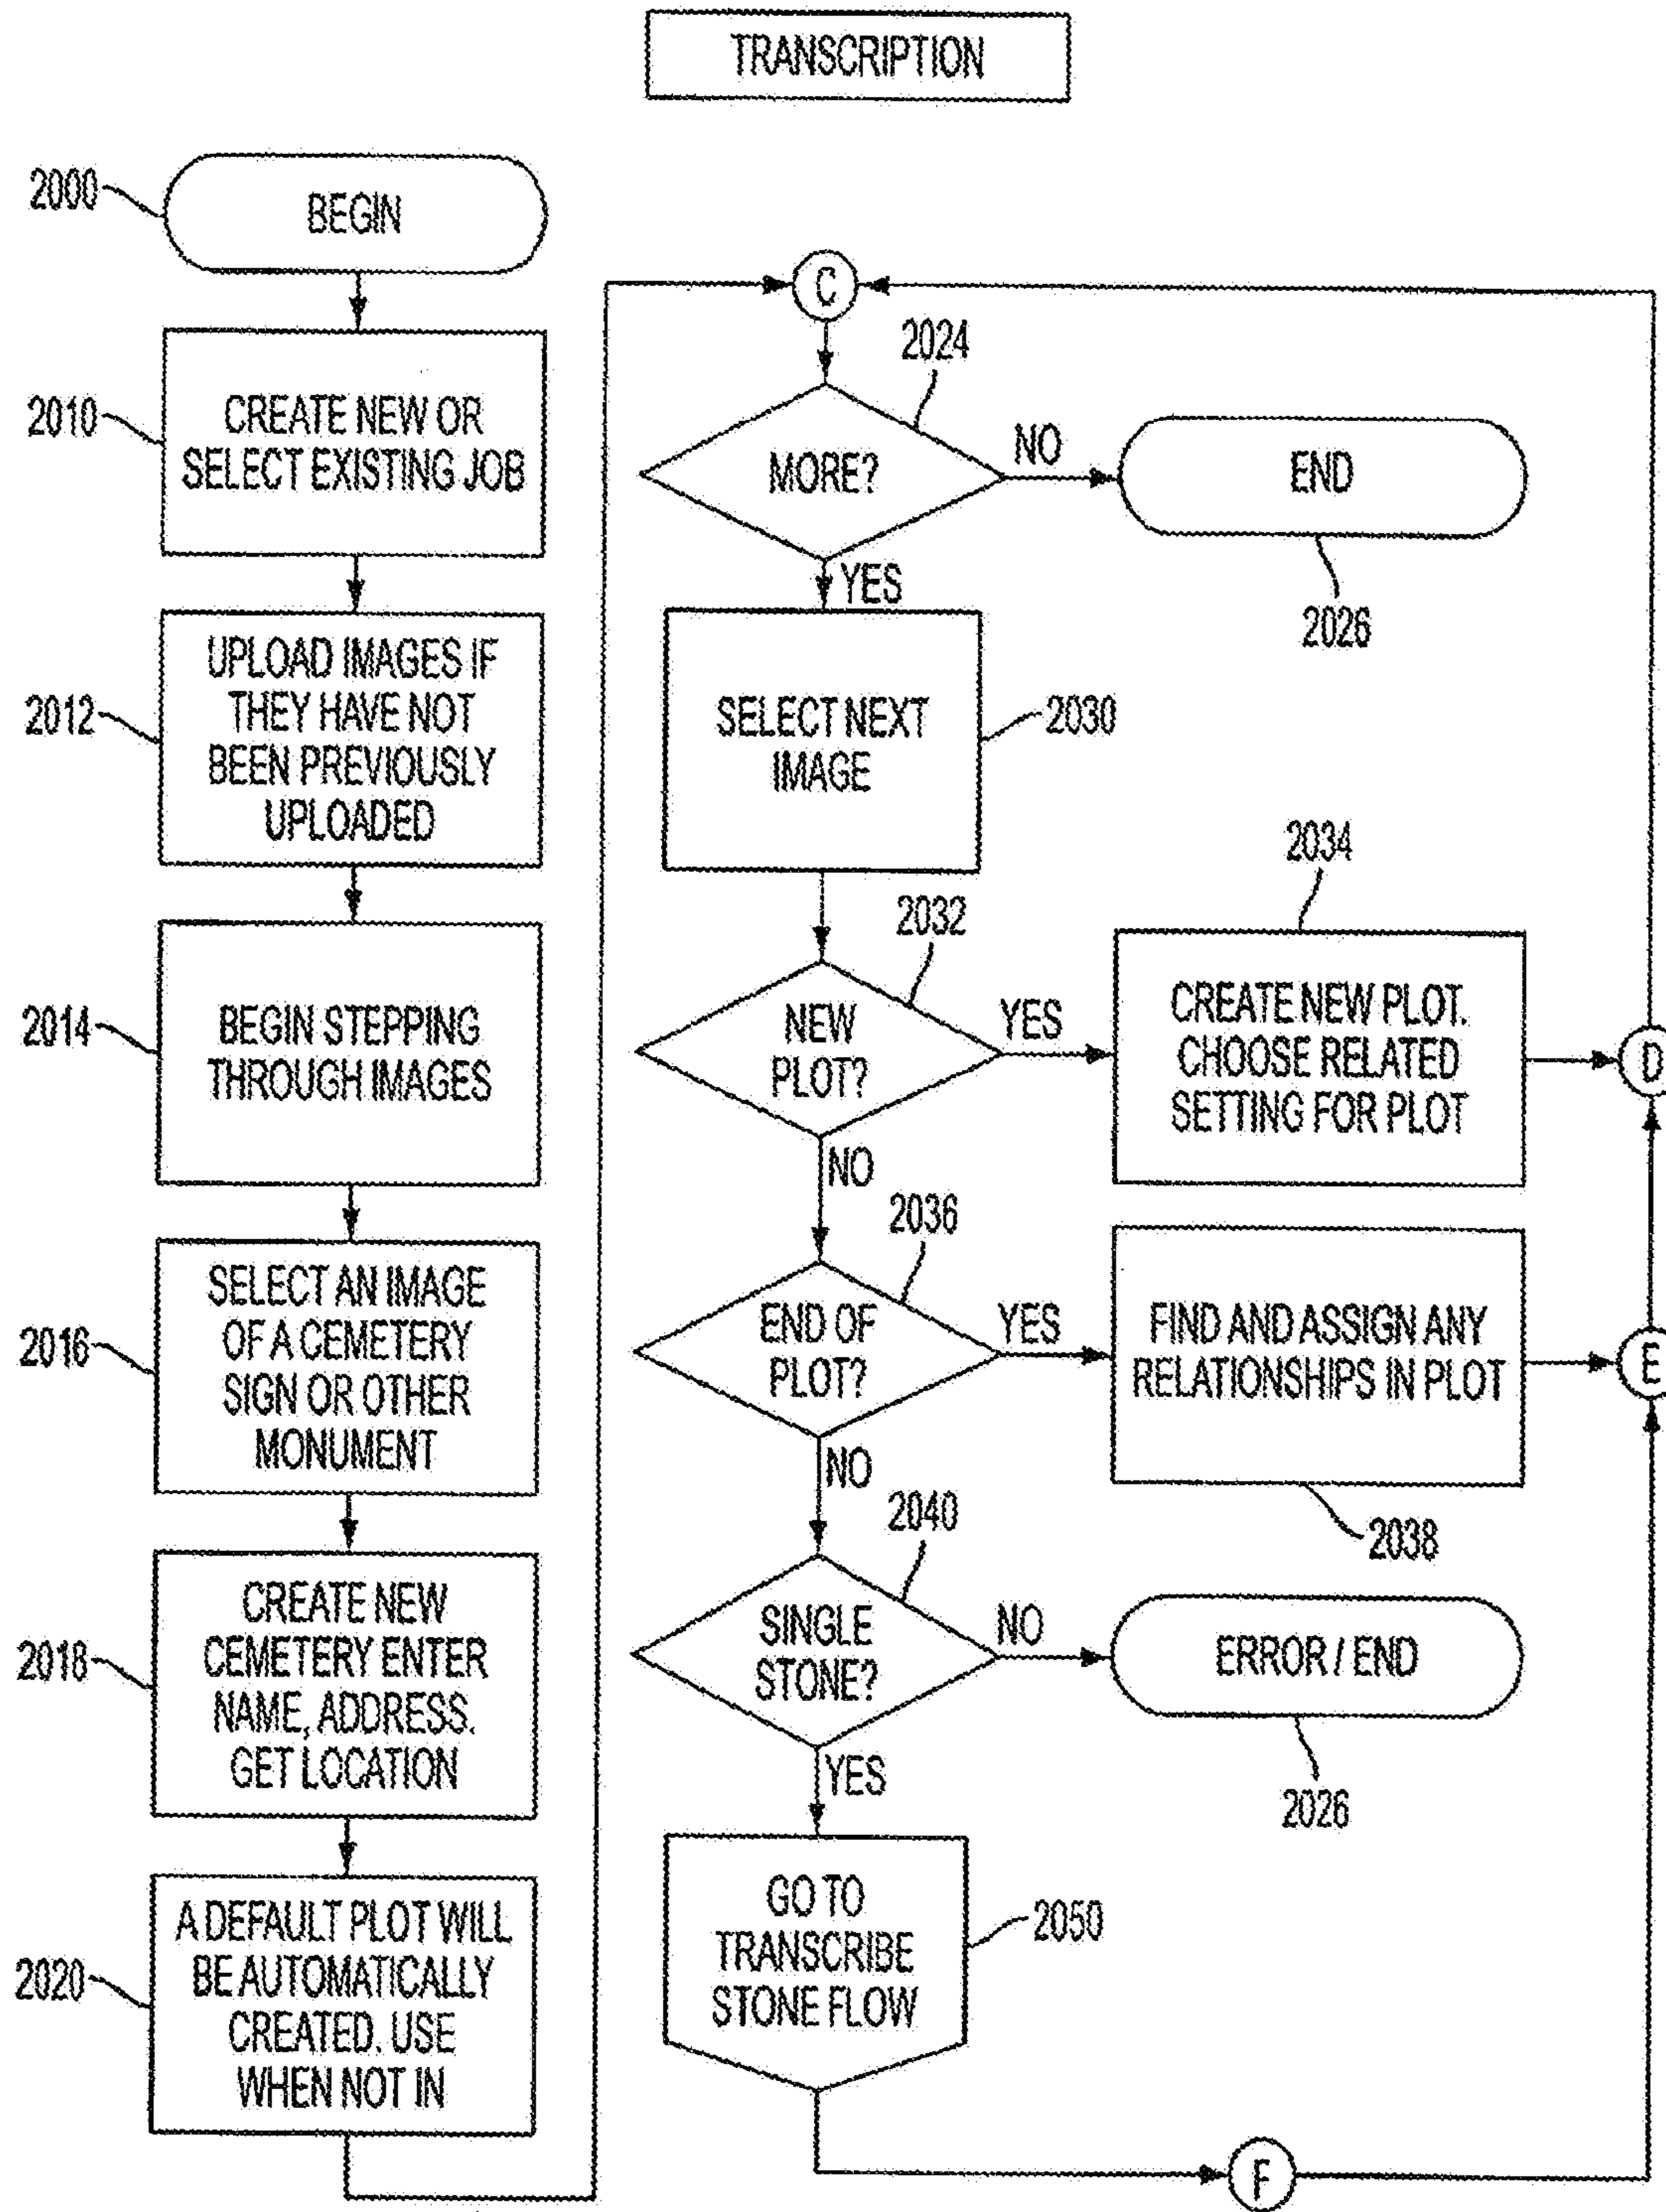 TRANSCRIPTION
2000
BEGIN
2010
CREATE NEW OR
SELECT EXISTING JOB
2012
UPLOAD IMAGES IF
THEY HAVE NOT
BEEN PREVIOUSLY
UPLOADED
2014
BEGIN STEPPING
THROUGH IMAGES
2016
SELECT AN IMAGE
OF A CEMETERY
SIGN OR OTHER
MONUMENT
2018
CREATE NEW
CEMETERY ENTER
NAME, ADDRESS.
GET LOCATION
2020
A DEFAULT PLOT WILL
BE AUTOMATICALLY
CREATED. USE
WHEN NOT IN
C
2024
MORE?
NO
END
2026
YES
SELECT NEXT
IMAGE
2030
2032
NEW
PLOT?
YES
2034
CREATE NEW PLOT.
CHOOSE RELATED
SETTING FOR PLOT
D
NO
2036
END OF
PLOT?
YES
FIND AND ASSIGN ANY
RELATIONSHIPS IN PLOT
2038
E
NO
2040
SINGLE
STONE?
NO
ERROR / END
2026
YES
GO TO
TRANSCRIBE
STONE FLOW
2050
F